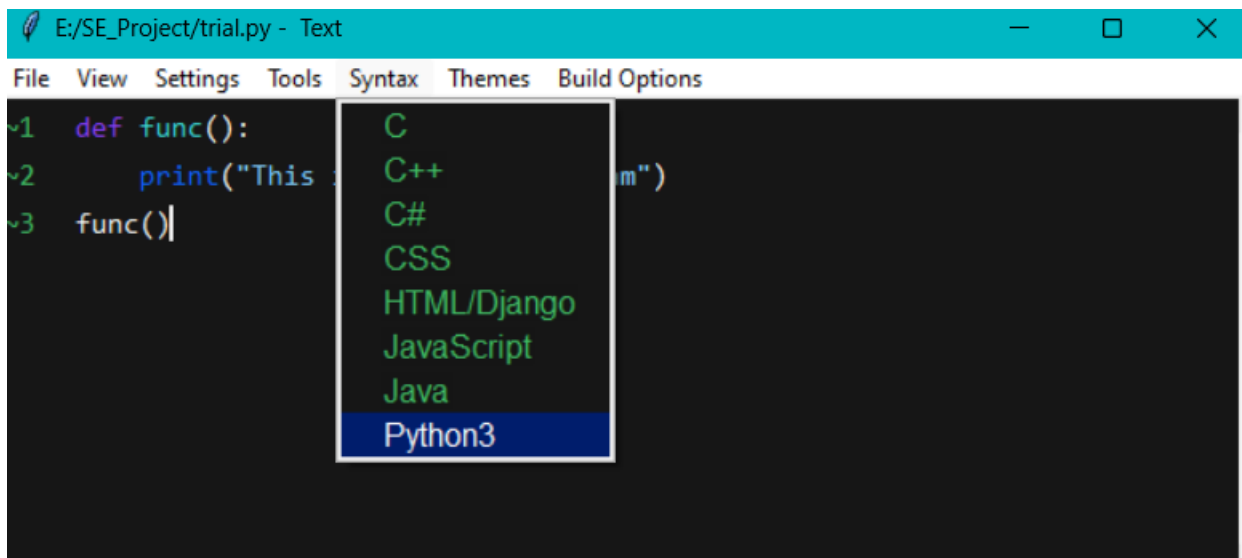 E:/SE_Project/trial.py - Text
File View Settings Tools Syntax Themes Build Options
~1 def func():
~2 print("This m")
~3 func()
C
C++
C#
CSS
HTML/Django
JavaScript
Java
Python3